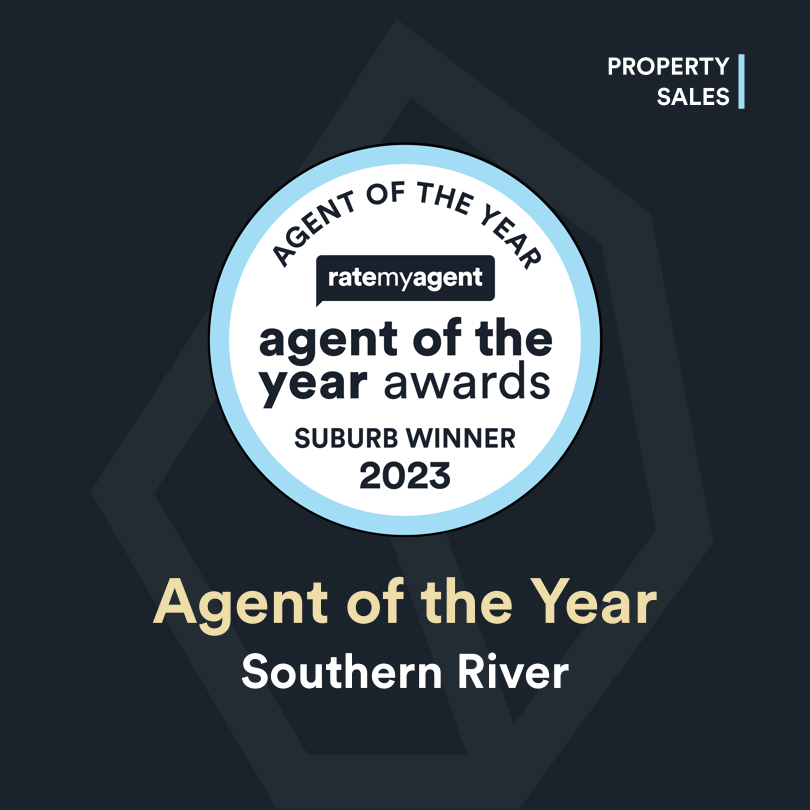 PROPERTY
SALES
AGENT OF THE YEAR
ratemyagent
agent of the
year awards
SUBURB WINNER
2023
Agent of the Year
Southern River